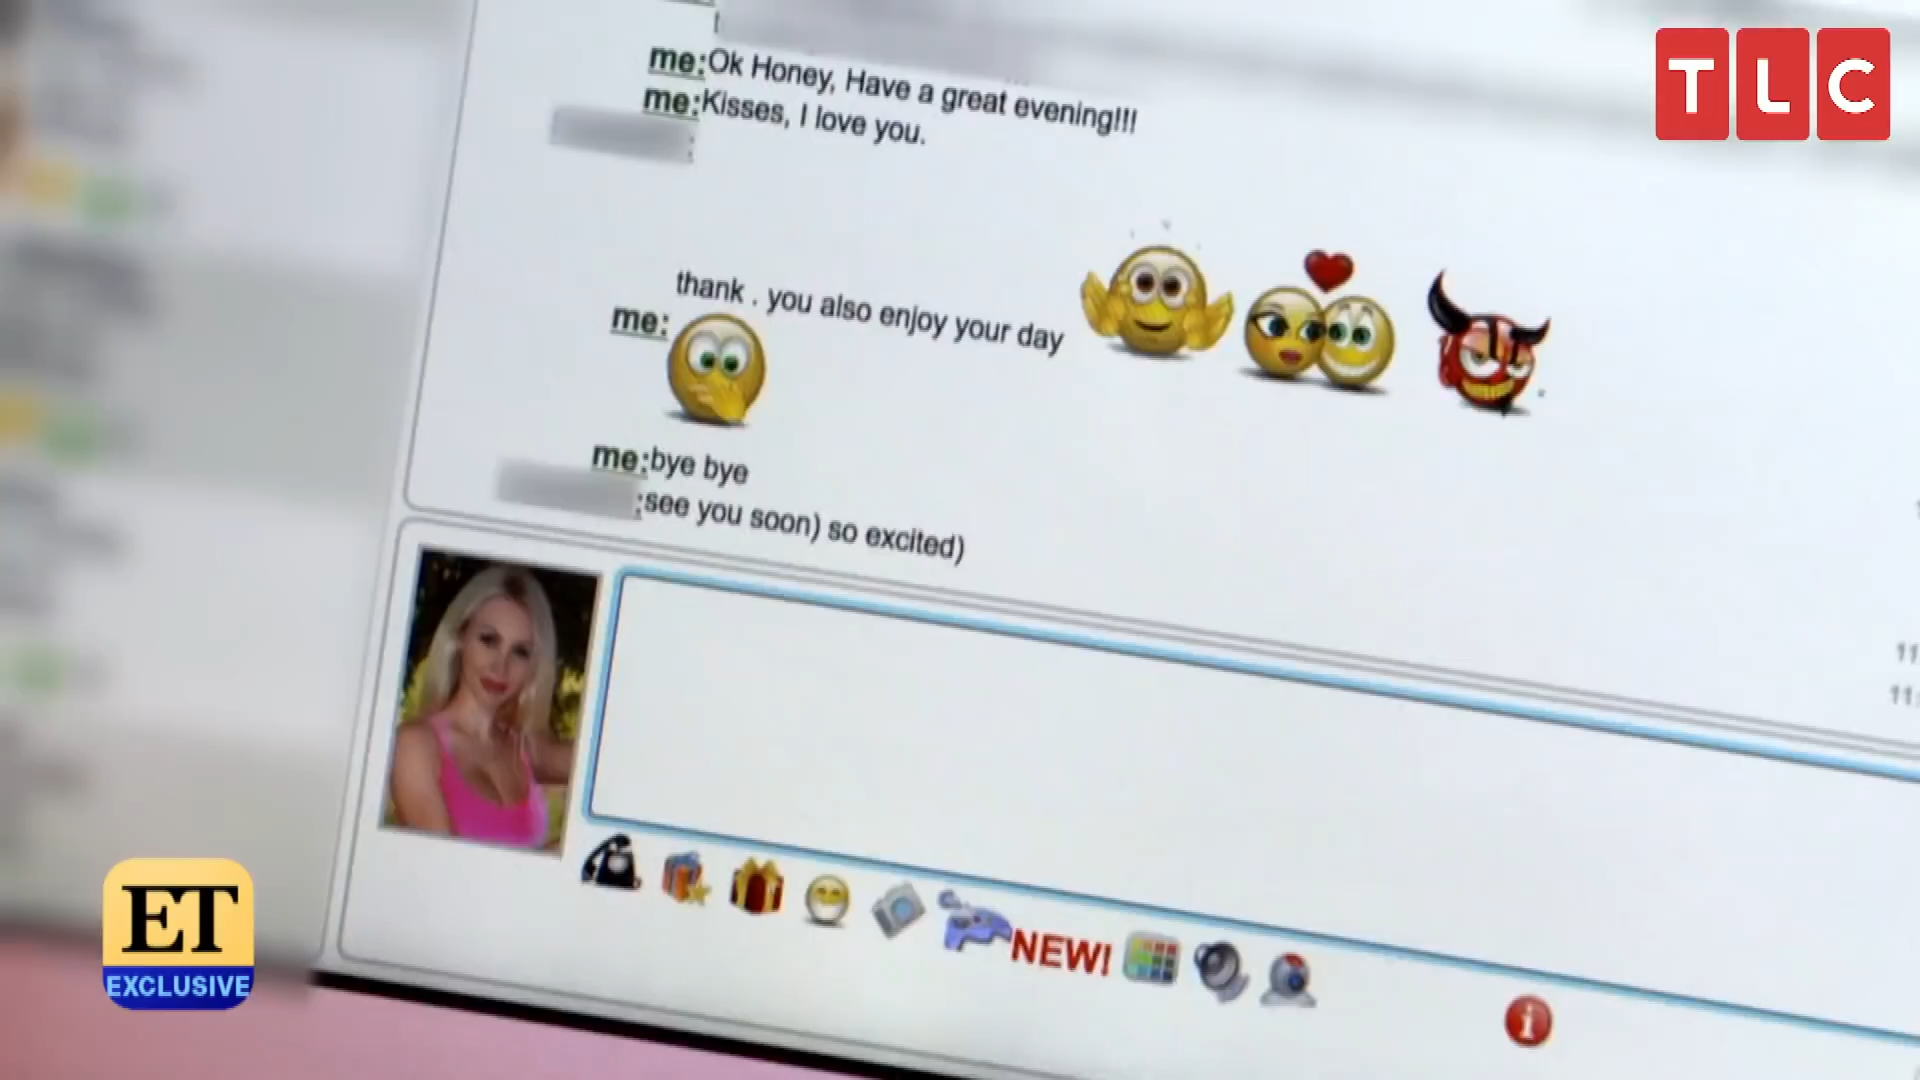 TLC
me:Ok Honey, Have a great evening!!!
me:Kisses, I love you.
:
thank . you also enjoy your day
me:
me:bye bye
:see you soon) so excited)
NEW!
i
ET
EXCLUSIVE